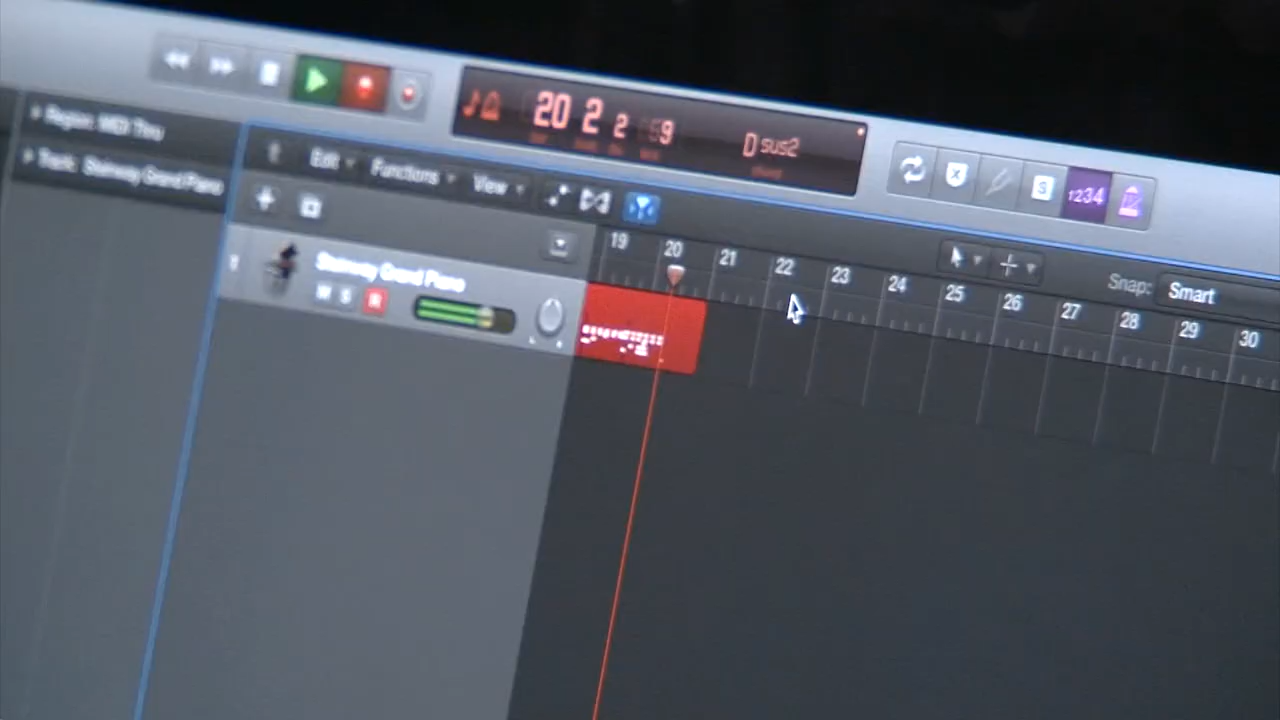 20 2 2 9
D sus2
1234
Region: MIDI Thru
Track: Steinway Grand Piano
Edit Functions View
Snap: Smart
19 20 21 22 23 24 25 26 27 28 29 30
Steinway Grand Piano
M S R